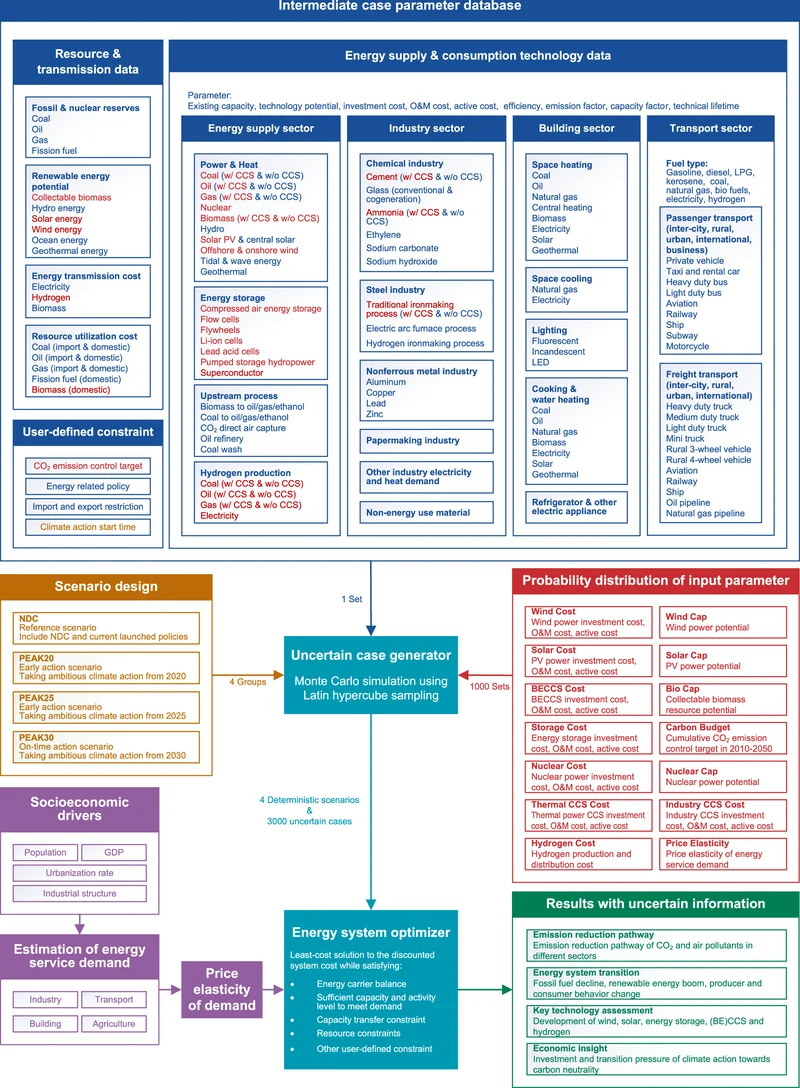 Intermediate case parameter database
Resource &
transmission data
Fossil & nuclear reserves
Coal
Oil
Gas
Fission fuel
Renewable energy
potential
Collectable biomass
Hydro energy
Solar energy
Wind energy
Ocean energy
Geothermal energy
Energy transmission cost
Electricity
Hydrogen
Biomass
Resource utilization cost
Coal (import & domestic)
Oil (import & domestic)
Gas (import & domestic)
Fission fuel (domestic)
Biomass (domestic)
User-defined constraint
CO₂ emission control target
Energy related policy
Import and export restriction
Climate action start time
Energy supply & consumption technology data
Parameter:
Existing capacity, technology potential, investment cost, O&M cost, active cost, efficiency, emission factor, capacity factor, technical lifetime
Energy supply sector
Power & Heat
Coal (w/ CCS & w/o CCS)
Oil (w/ CCS & w/o CCS)
Gas (w/ CCS & w/o CCS)
Nuclear
Biomass (w/ CCS & w/o CCS)
Hydro
Solar PV & central solar
Offshore & onshore wind
Tidal & wave energy
Geothermal
Energy storage
Compressed air energy storage
Flow cells
Flywheels
Li-ion cells
Lead acid cells
Pumped storage hydropower
Superconductor
Upstream process
Biomass to oil/gas/ethanol
Coal to oil/gas/ethanol
CO₂ direct air capture
Oil refinery
Coal wash
Hydrogen production
Coal (w/ CCS & w/o CCS)
Oil (w/ CCS & w/o CCS)
Gas (w/ CCS & w/o CCS)
Electricity
Industry sector
Chemical industry
Cement (w/ CCS & w/o CCS)
Glass (conventional &
cogeneration)
Ammonia (w/ CCS & w/o
CCS)
Ethylene
Sodium carbonate
Sodium hydroxide
Steel industry
Traditional ironmaking
process (w/ CCS & w/o CCS)
Electric arc furnace process
Hydrogen ironmaking process
Nonferrous metal industry
Aluminum
Copper
Lead
Zinc
Papermaking industry
Other industry electricity
and heat demand
Non-energy use material
Building sector
Space heating
Coal
Oil
Natural gas
Central heating
Biomass
Electricity
Solar
Geothermal
Space cooling
Natural gas
Electricity
Lighting
Fluorescent
Incandescent
LED
Cooking &
water heating
Coal
Oil
Natural gas
Biomass
Electricity
Solar
Geothermal
Refrigerator & other
electric appliance
Transport sector
Fuel type:
Gasoline, diesel, LPG,
kerosene, coal,
natural gas, bio fuels,
electricity, hydrogen
Passenger transport
(inter-city, rural,
urban, international,
business)
Private vehicle
Taxi and rental car
Heavy duty bus
Light duty bus
Aviation
Railway
Ship
Subway
Motorcycle
Freight transport
(inter-city, rural,
urban, international)
Heavy duty truck
Medium duty truck
Light duty truck
Mini truck
Rural 3-wheel vehicle
Rural 4-wheel vehicle
Aviation
Railway
Ship
Oil pipeline
Natural gas pipeline
Scenario design
NDC
Reference scenario
Include NDC and current launched policies
PEAK20
Early action scenario
Taking ambitious climate action from 2020
PEAK25
Early action scenario
Taking ambitious climate action from 2025
PEAK30
On-time action scenario
Taking ambitious climate action from 2030
1 Set
4 Groups
Uncertain case generator
Monte Carlo simulation using
Latin hypercube sampling
1000 Sets
Probability distribution of input parameter
Wind Cost
Wind power investment cost,
O&M cost, active cost
Wind Cap
Wind power potential
Solar Cost
PV power investment cost,
O&M cost, active cost
Solar Cap
PV power potential
BECCS Cost
BECCS investment cost,
O&M cost, active cost
Bio Cap
Collectable biomass
resource potential
Storage Cost
Energy storage investment
cost, O&M cost, active cost
Carbon Budget
Cumulative CO₂ emission
control target in 2010-2050
Nuclear Cost
Nuclear power investment
cost, O&M cost, active cost
Nuclear Cap
Nuclear power potential
Thermal CCS Cost
Thermal power CCS investment
cost, O&M cost, active cost
Industry CCS Cost
Industry CCS investment
cost, O&M cost, active cost
Hydrogen Cost
Hydrogen production and
distribution cost
Price Elasticity
Price elasticity of energy
service demand
4 Deterministic scenarios
&
3000 uncertain cases
Socioeconomic
drivers
Population
GDP
Urbanization rate
Industrial structure
Estimation of energy
service demand
Industry
Transport
Building
Agriculture
Price
elasticity
of demand
Energy system optimizer
Least-cost solution to the discounted
system cost while satisfying:
• Energy carrier balance
• Sufficient capacity and activity
level to meet demand
• Capacity transfer constraint
• Resource constraints
• Other user-defined constraint
Results with uncertain information
Emission reduction pathway
Emission reduction pathway of CO₂ and air pollutants in
different sectors
Energy system transition
Fossil fuel decline, renewable energy boom, producer and
consumer behavior change
Key technology assessment
Development of wind, solar, energy storage, (BE)CCS and
hydrogen
Economic insight
Investment and transition pressure of climate action towards
carbon neutrality